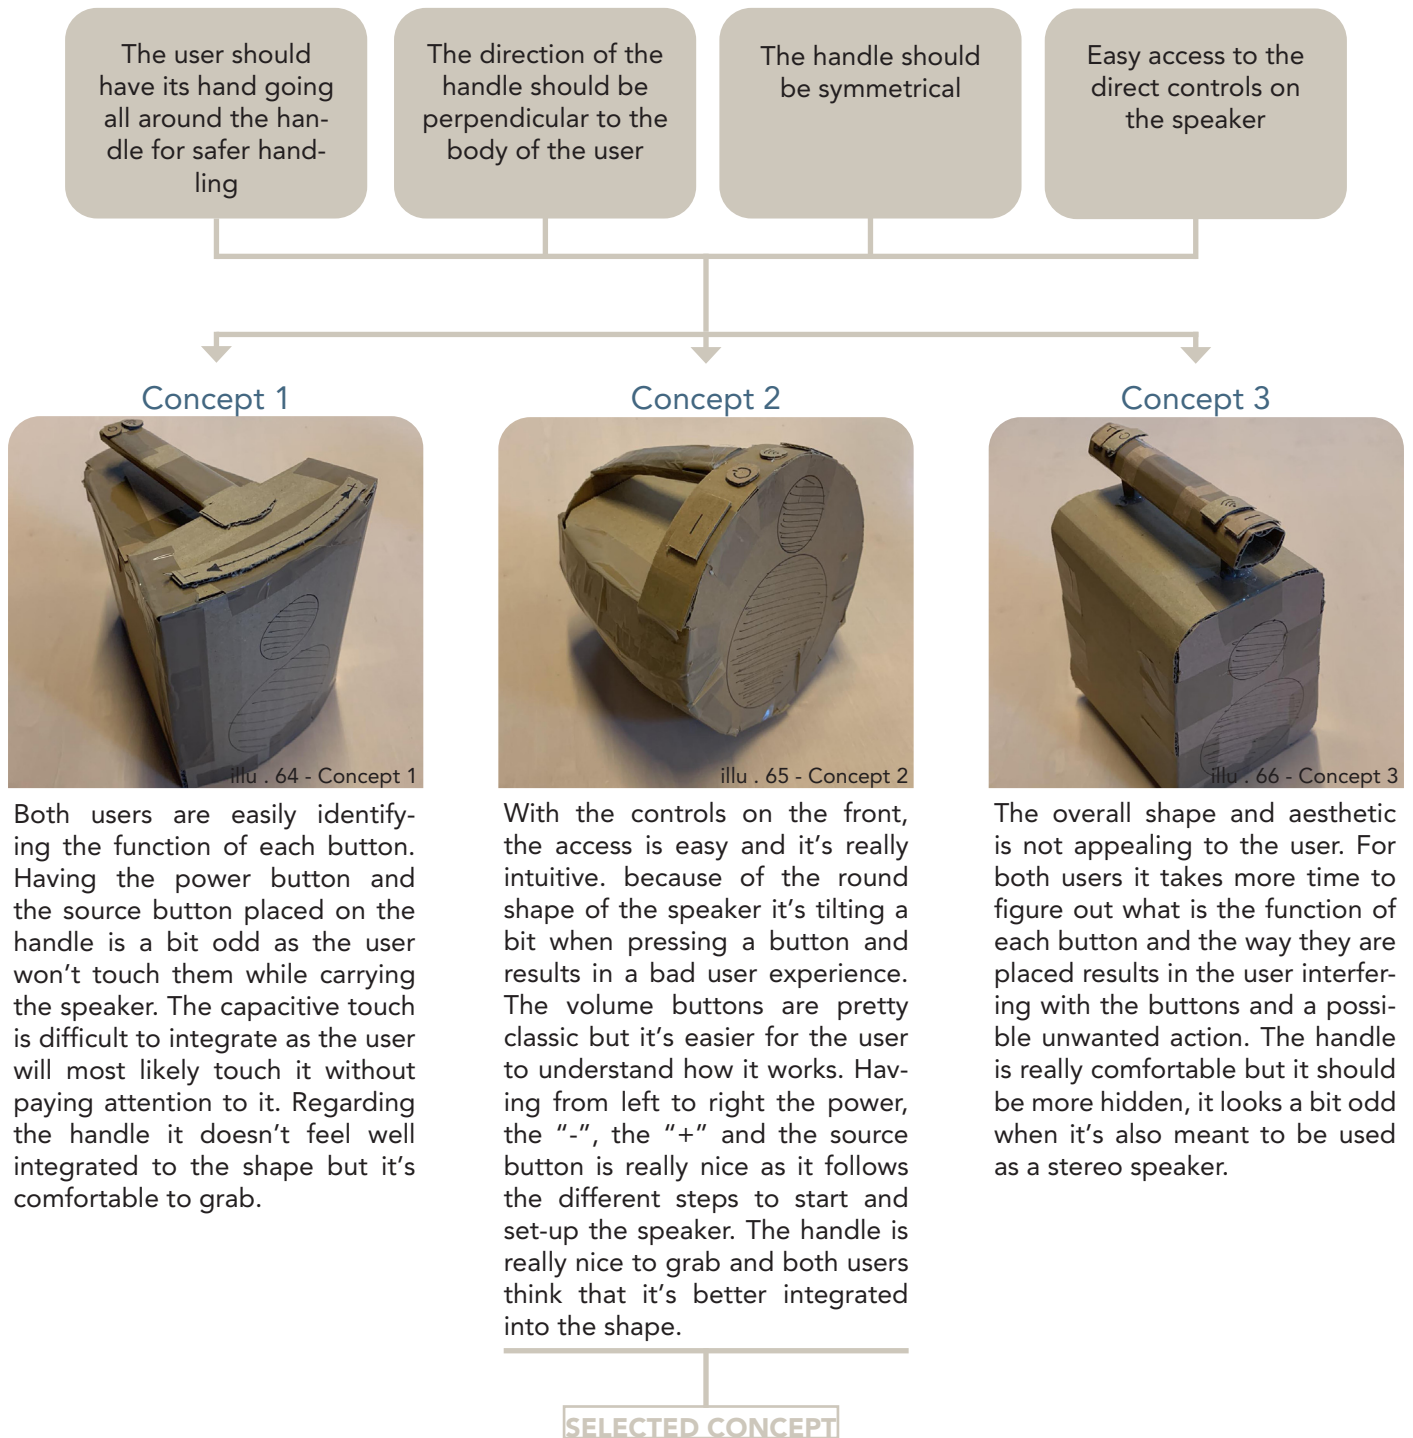 The user should
have its hand going
all around the han-
dle for safer hand-
ling
The direction of the
handle should be
perpendicular to the
body of the user
The handle should
be symmetrical
Easy access to the
direct controls on
the speaker
Concept 1
illu . 64 - Concept 1
Both users are easily identify-
ing the function of each button.
Having the power button and
the source button placed on the
handle is a bit odd as the user
won't touch them while carrying
the speaker. The capacitive touch
is difficult to integrate as the user
will most likely touch it without
paying attention to it. Regarding
the handle it doesn't feel well
integrated to the shape but it's
comfortable to grab.
Concept 2
illu . 65 - Concept 2
With the controls on the front,
the access is easy and it's really
intuitive. because of the round
shape of the speaker it's tilting a
bit when pressing a button and
results in a bad user experience.
The volume buttons are pretty
classic but it's easier for the user
to understand how it works. Hav-
ing from left to right the power,
the "-", the "+" and the source
button is really nice as it follows
the different steps to start and
set-up the speaker. The handle is
really nice to grab and both users
think that it's better integrated
into the shape.
Concept 3
illu . 66 - Concept 3
The overall shape and aesthetic
is not appealing to the user. For
both users it takes more time to
figure out what is the function of
each button and the way they are
placed results in the user interfer-
ing with the buttons and a possi-
ble unwanted action. The handle
is really comfortable but it should
be more hidden, it looks a bit odd
when it's also meant to be used
as a stereo speaker.
SELECTED CONCEPT